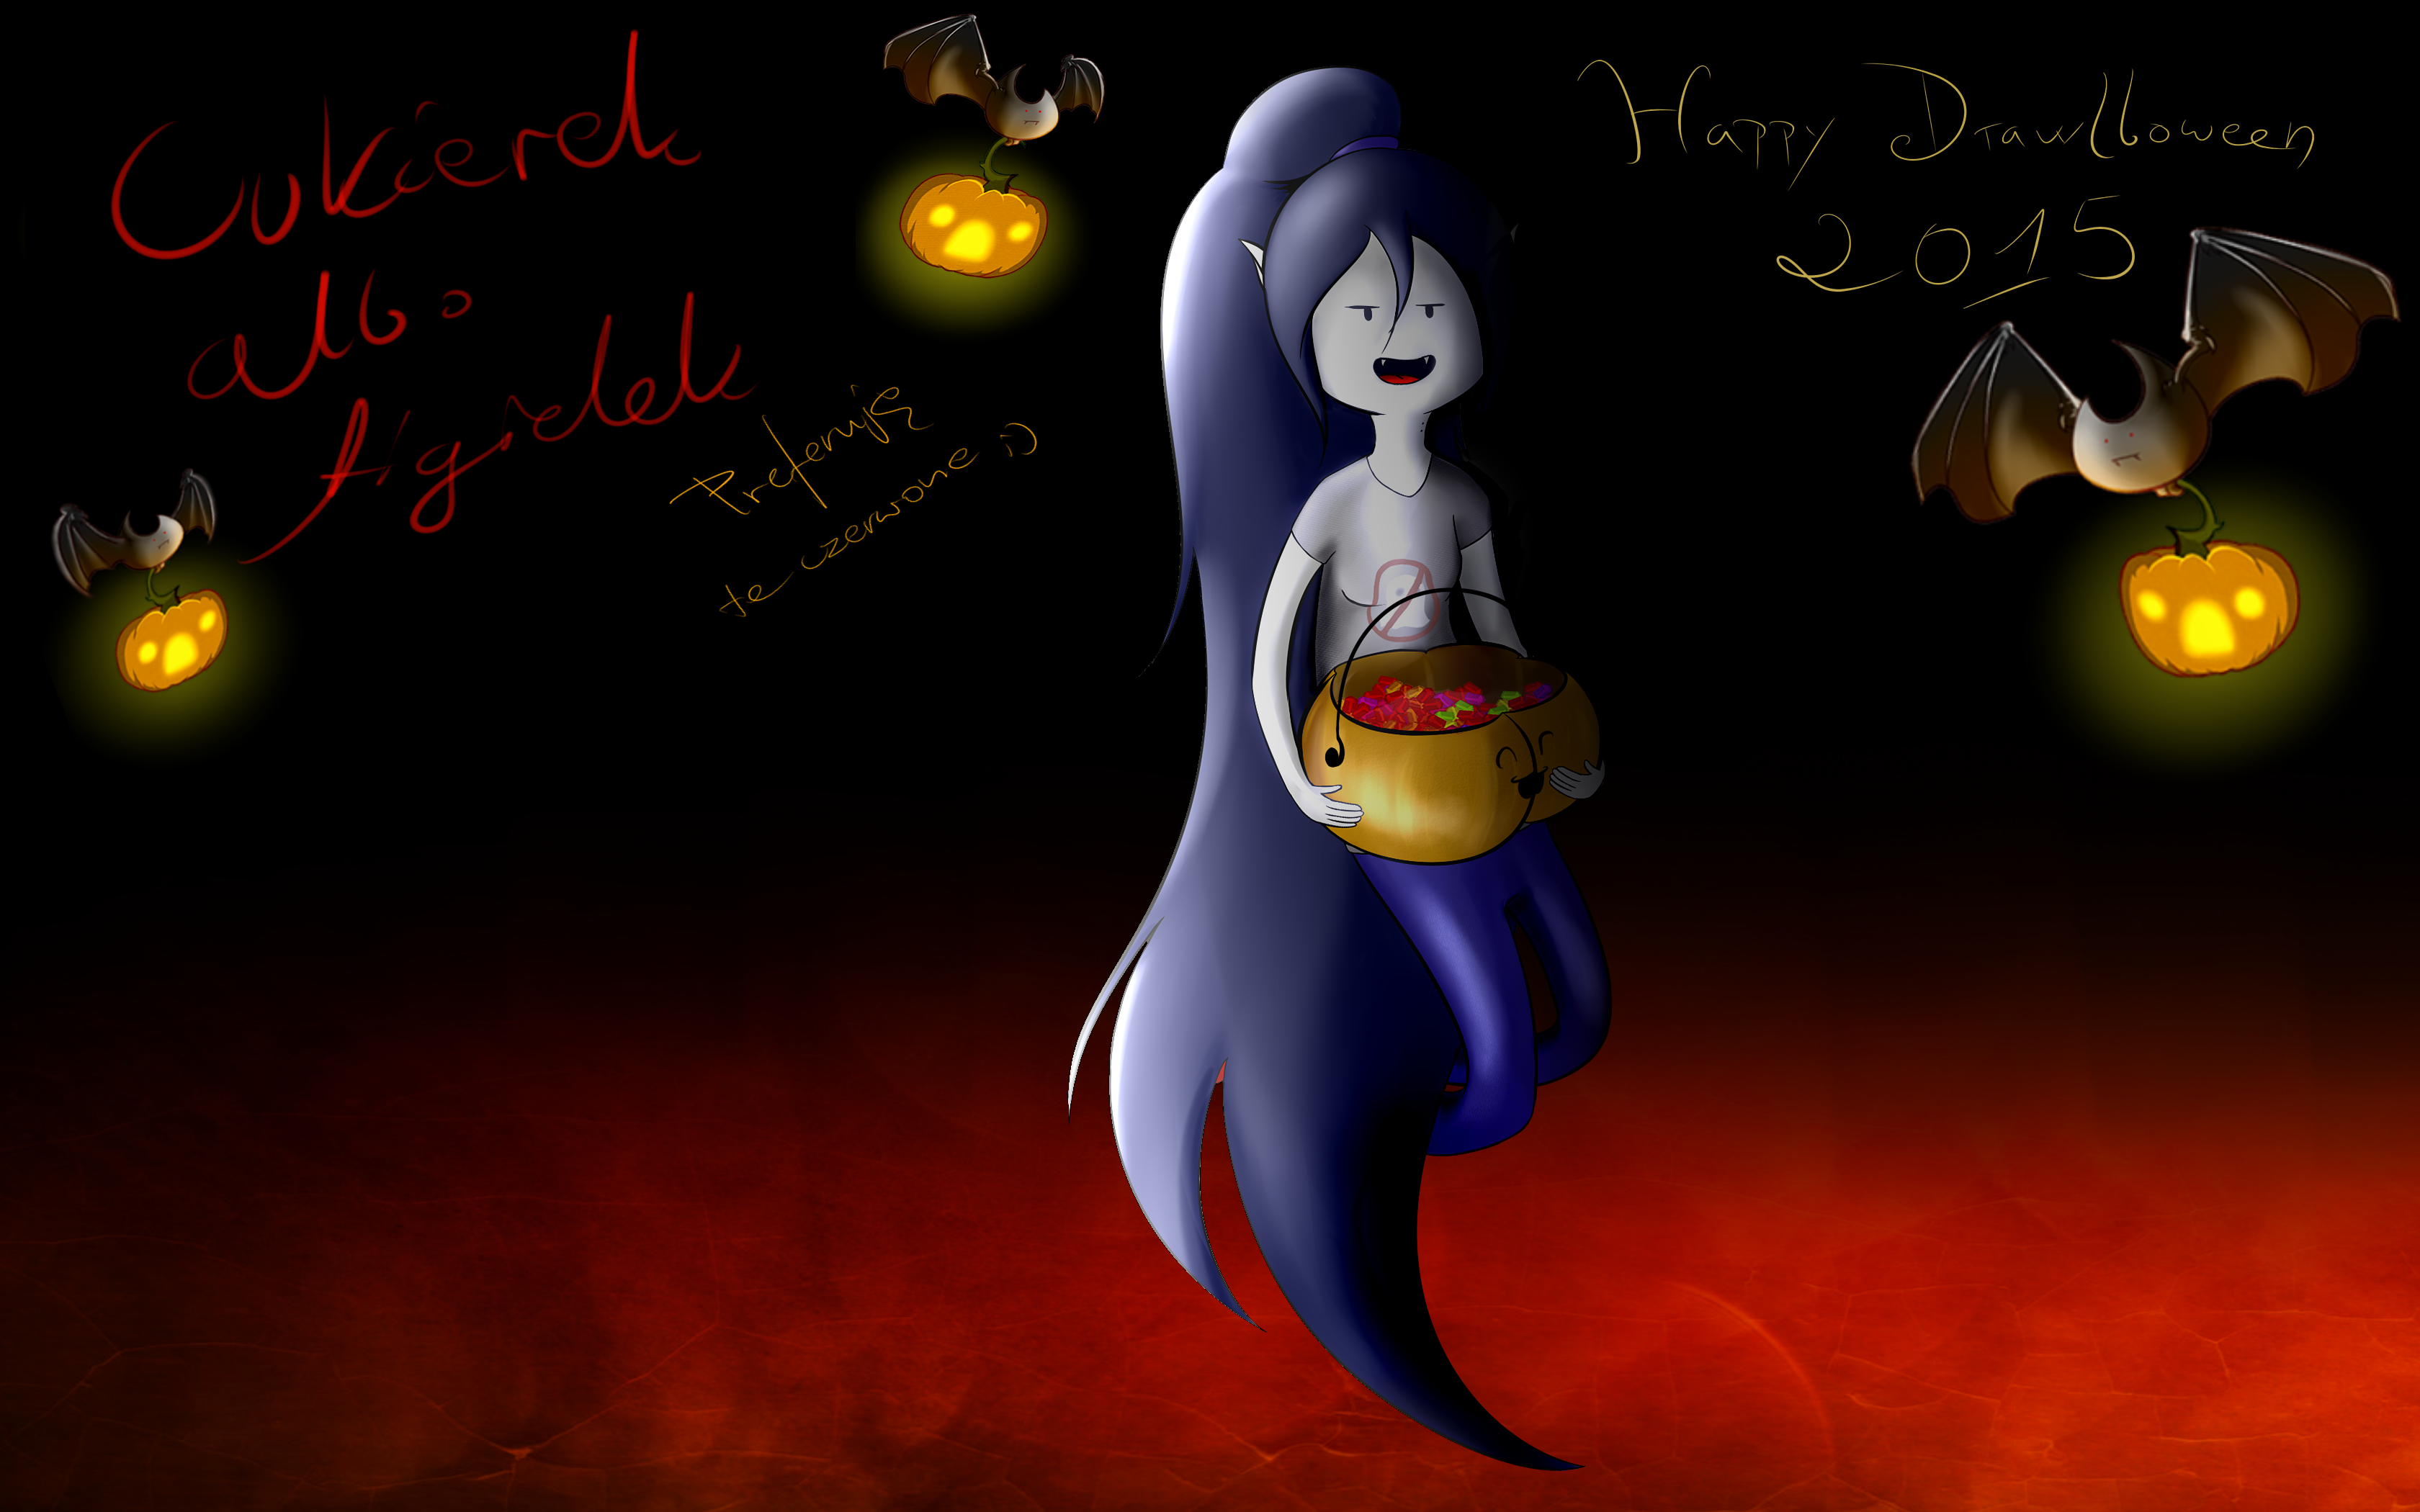 Cukierek
albo
figielek
Preferuję
te czerwone ;)
Happy Drawlloween
2015